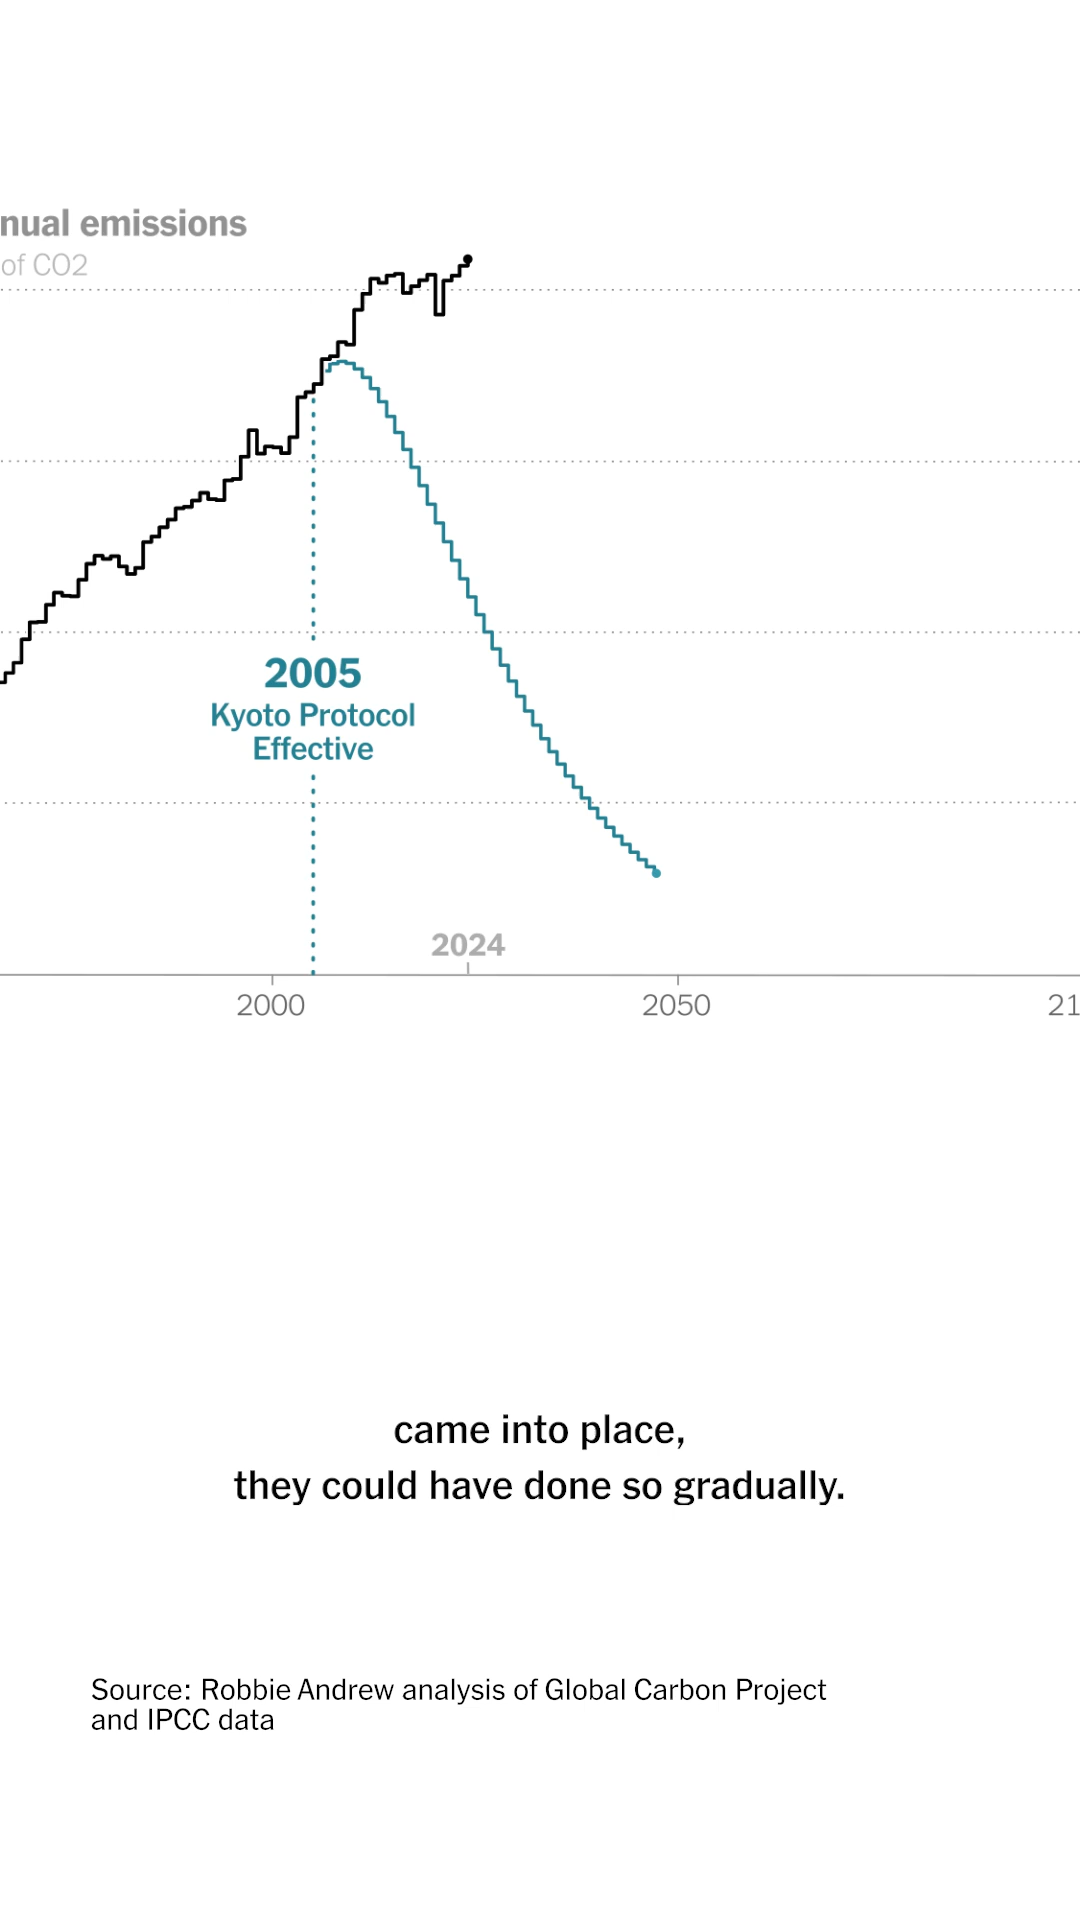 nual emissions
of CO2
2005
Kyoto Protocol
Effective
2024
2000
2050
21
came into place,
they could have done so gradually.
Source: Robbie Andrew analysis of Global Carbon Project
and IPCC data